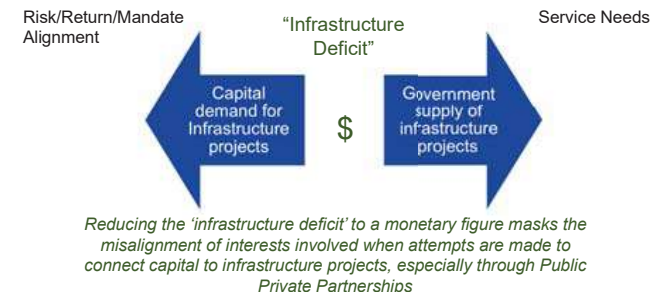 Risk/Return/Mandate
Alignment
“Infrastructure
Deficit”
Service Needs
Capital
demand for
Infrastructure
projects
$
Government
supply of
infrastructure
projects
Reducing the ‘infrastructure deficit’ to a monetary figure masks the
misalignment of interests involved when attempts are made to
connect capital to infrastructure projects, especially through Public
Private Partnerships